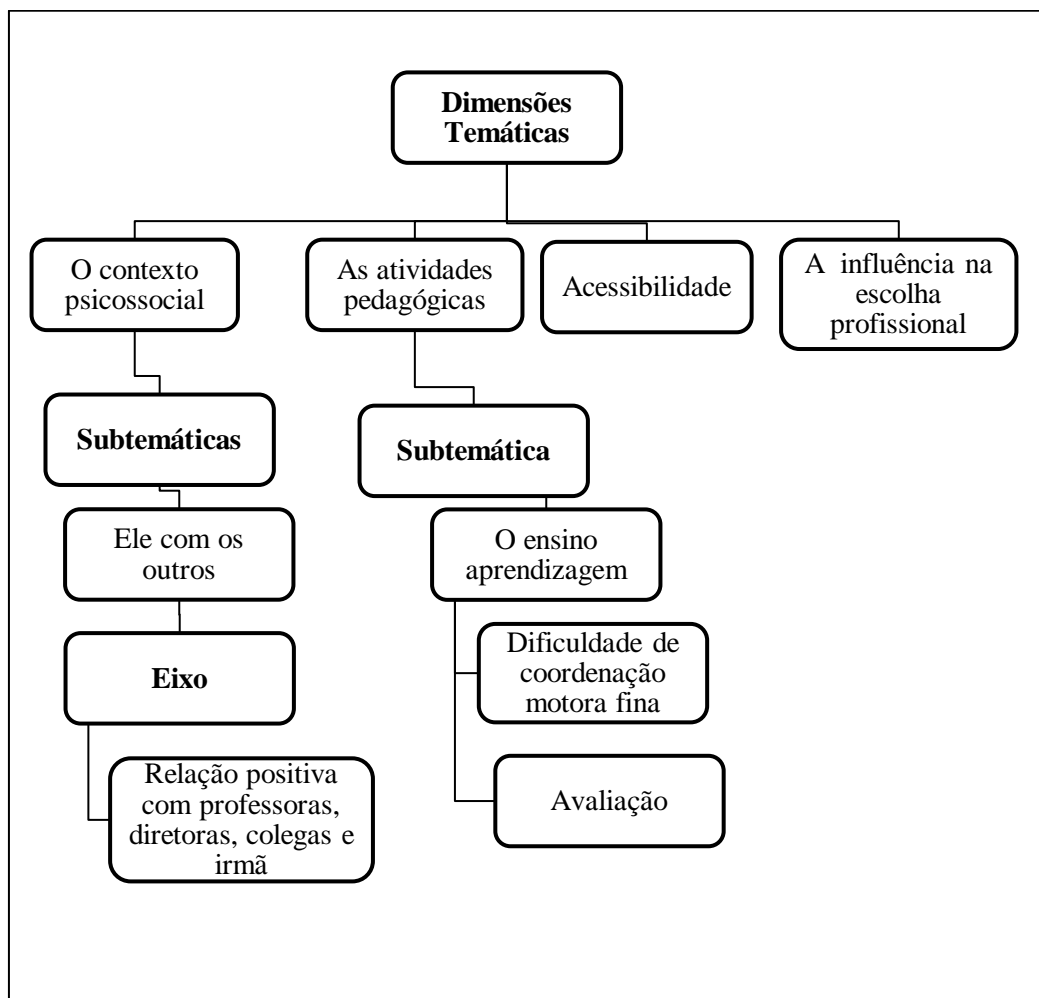 Dimensões
Temáticas
O contexto
psicossocial
As atividades
pedagógicas
Acessibilidade
A influência na
escolha
profissional
Subtemáticas
Subtemática
Ele com os
outros
O ensino
aprendizagem
Eixo
Dificuldade de
coordenação
motora fina
Relação positiva
com professoras,
diretoras, colegas e
irmã
Avaliação